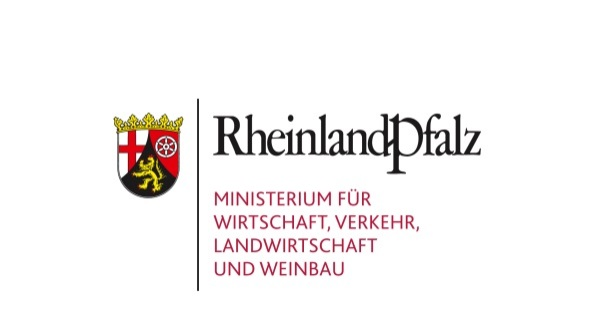 RheinlandPfalz
MINISTERIUM FÜR
WIRTSCHAFT, VERKEHR,
LANDWIRTSCHAFT
UND WEINBAU